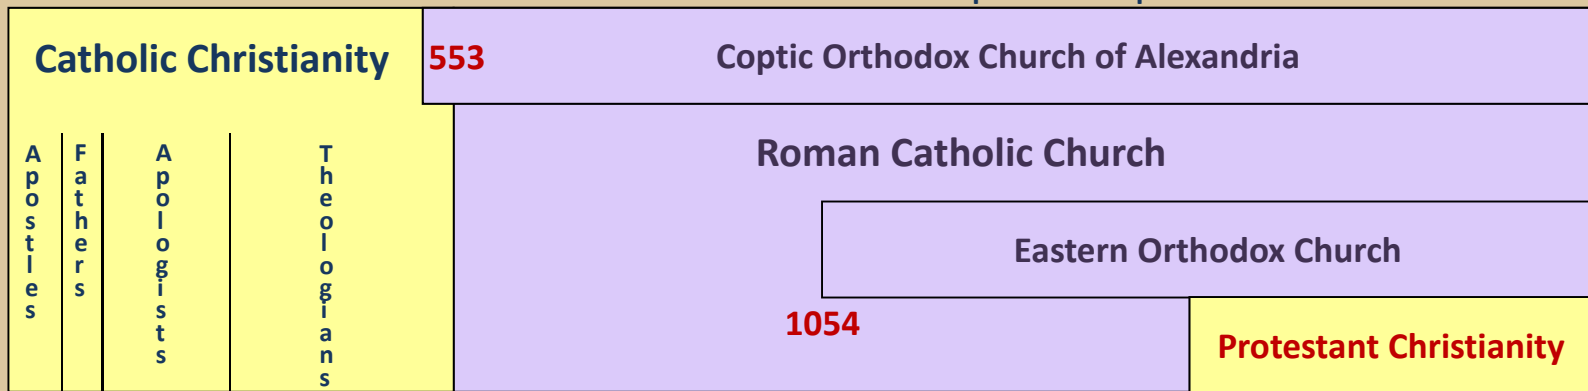 Catholic Christianity
553
Coptic Orthodox Church of Alexandria
Apostles
Fathers
Apologists
Theologians
Roman Catholic Church
Eastern Orthodox Church
1054
Protestant Christianity